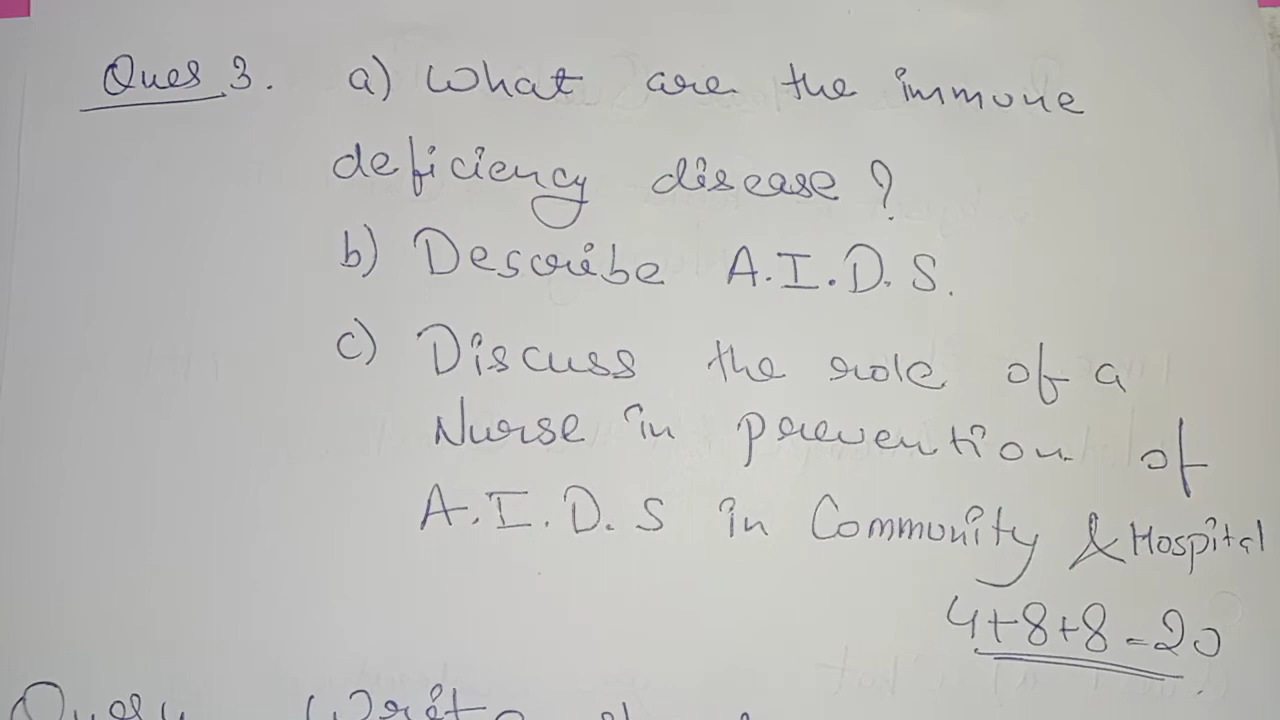 Ques 3. a) What are the immune
deficiency disease ?
b) Describe A.I.D.S.
c) Discuss the role of a
Nurse in prevention of
A.I.D.S in Community & Hospital
4+8+8=20